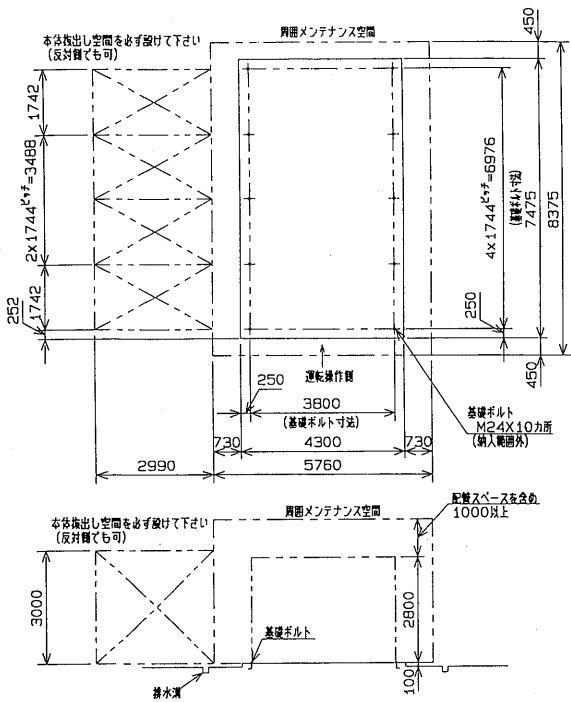 周囲メンテナンス空間
本体抜出し空間を必ず設けて下さい
(反対側でも可)
450
1742
2x1744ピッチ=3488
1742
252
4x1744ピッチ=6976
(基礎ボルト寸法)
7475
8375
250
450
運転操作側
250
3800
(基礎ボルト寸法)
730
4300
730
2990
5760
基礎ボルト
M24X10カ所
(納入範囲外)
周囲メンテナンス空間
配管スペースを含め
1000以上
本体抜出し空間を必ず設けて下さい
(反対側でも可)
3000
2800
基礎ボルト
100
排水溝